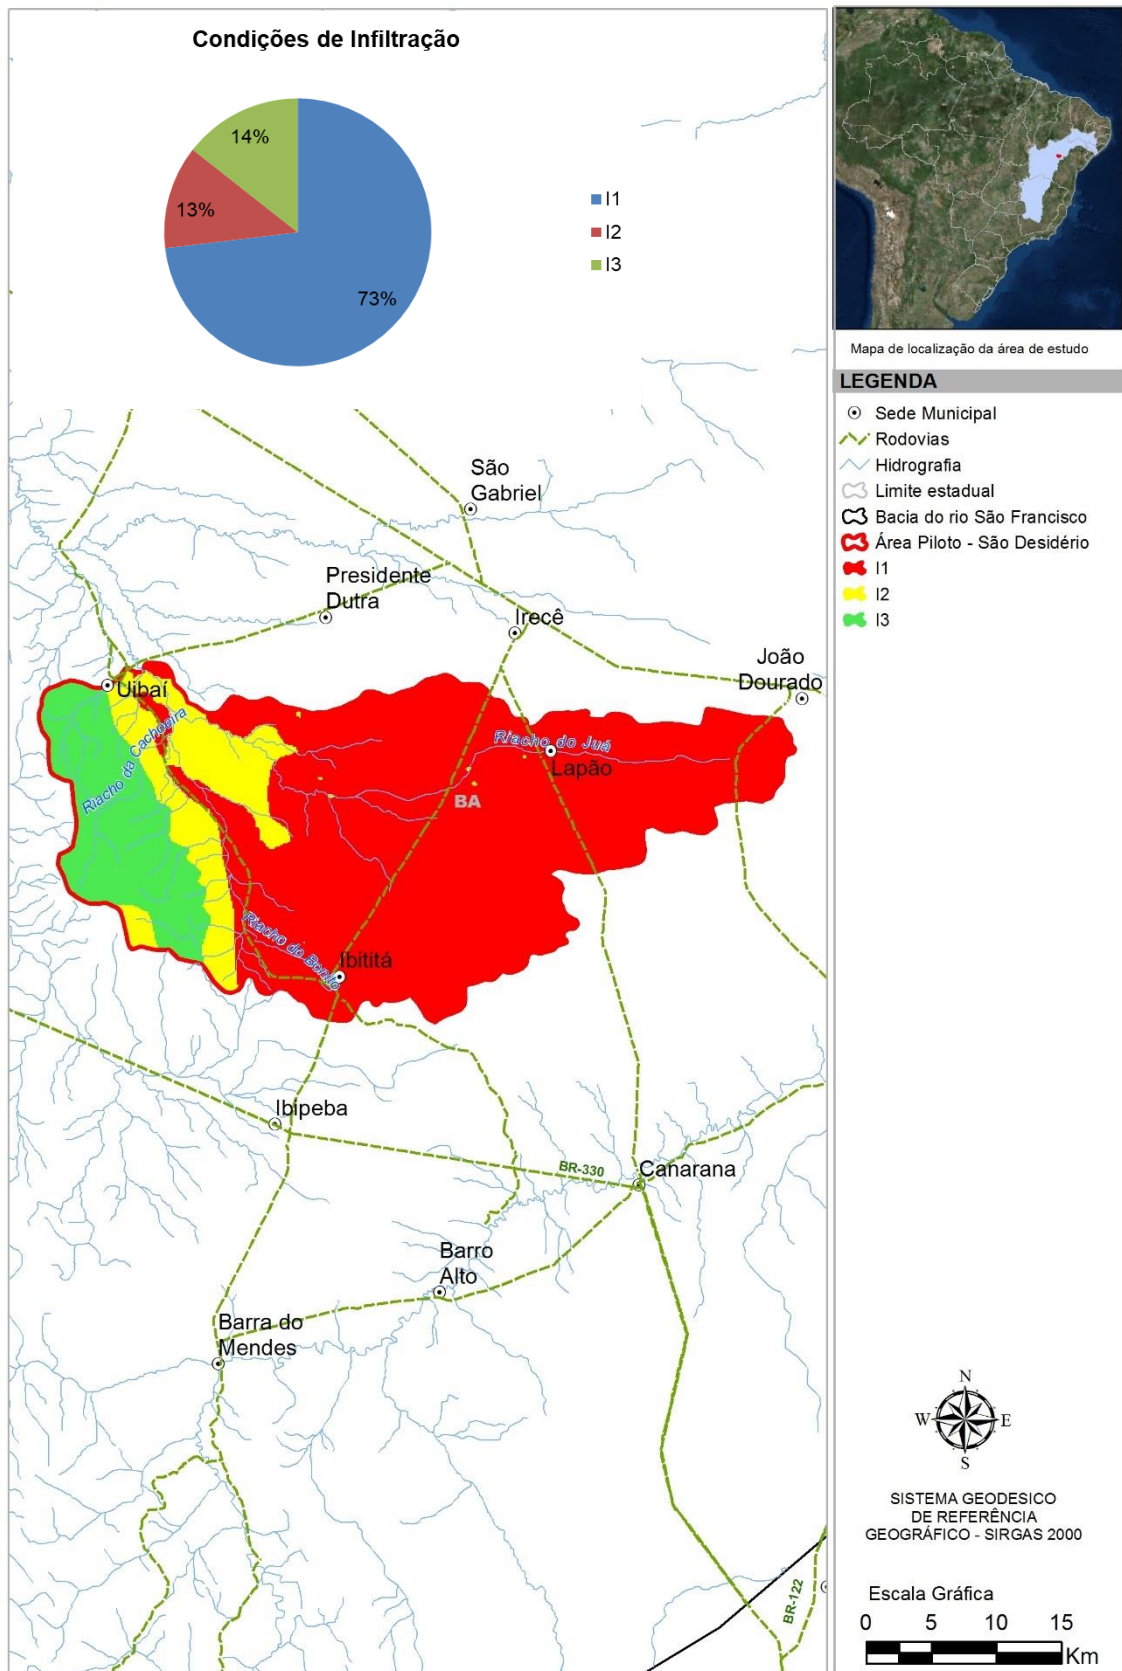 Condições de Infiltração
14%
13%
73%
I1
I2
I3
Mapa de localização da área de estudo
LEGENDA
Sede Municipal
Rodovias
Hidrografia
Limite estadual
Bacia do rio São Francisco
Área Piloto - São Desidério
I1
I2
I3
São
Gabriel
Presidente
Dutra
Irecê
João
Dourado
Uibaí
Riacho da Cachoeira
Riacho do Juá
Lapão
BA
Riacho do Bonito
Ibititá
Ibipeba
BR-330
Canarana
Barro
Alto
Barra do
Mendes
BR-122
N
W
E
S
SISTEMA GEODESICO
DE REFERÊNCIA
GEOGRÁFICO - SIRGAS 2000
Escala Gráfica
0 5 10 15
Km